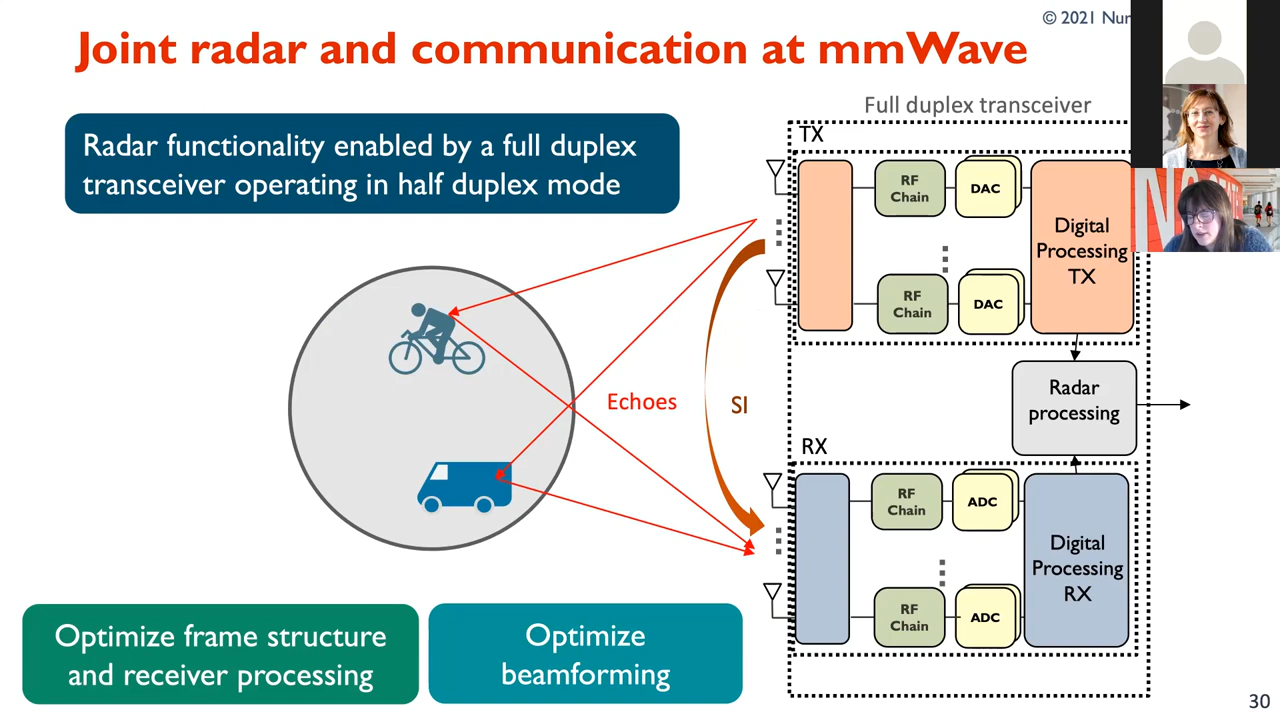 © 2021 Nur
Joint radar and communication at mmWave
Full duplex transceiver
Radar functionality enabled by a full duplex
transceiver operating in half duplex mode
TX
RF
Chain
DAC
Digital
Processing
TX
RF
Chain
DAC
Echoes
SI
Radar
processing
RX
RF
Chain
ADC
Digital
Processing
RX
RF
Chain
ADC
Optimize frame structure
and receiver processing
Optimize
beamforming
30